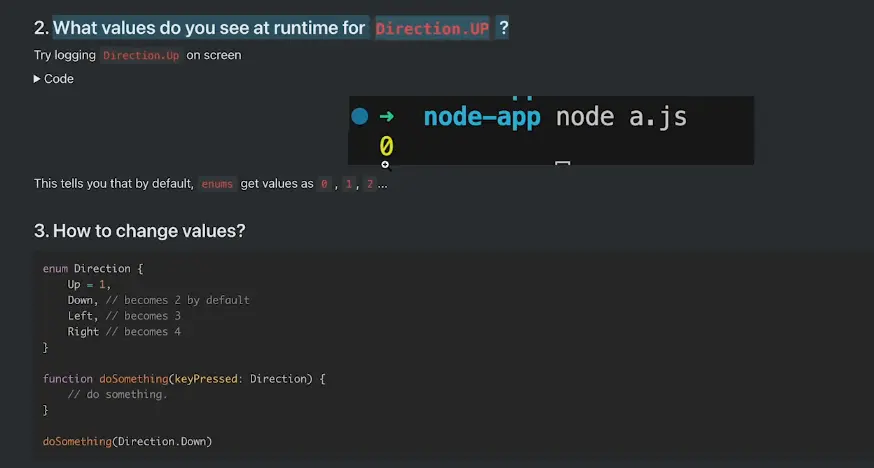 2. What values do you see at runtime for Direction.UP ?
Try logging Direction.Up on screen
Code
node-app node a.js
0
This tells you that by default, enums get values as 0 , 1 , 2 ...
3. How to change values?
enum Direction {
    Up = 1,
    Down, // becomes 2 by default
    Left, // becomes 3
    Right // becomes 4
}
function doSomething(keyPressed: Direction) {
    // do something.
}
doSomething(Direction.Down)